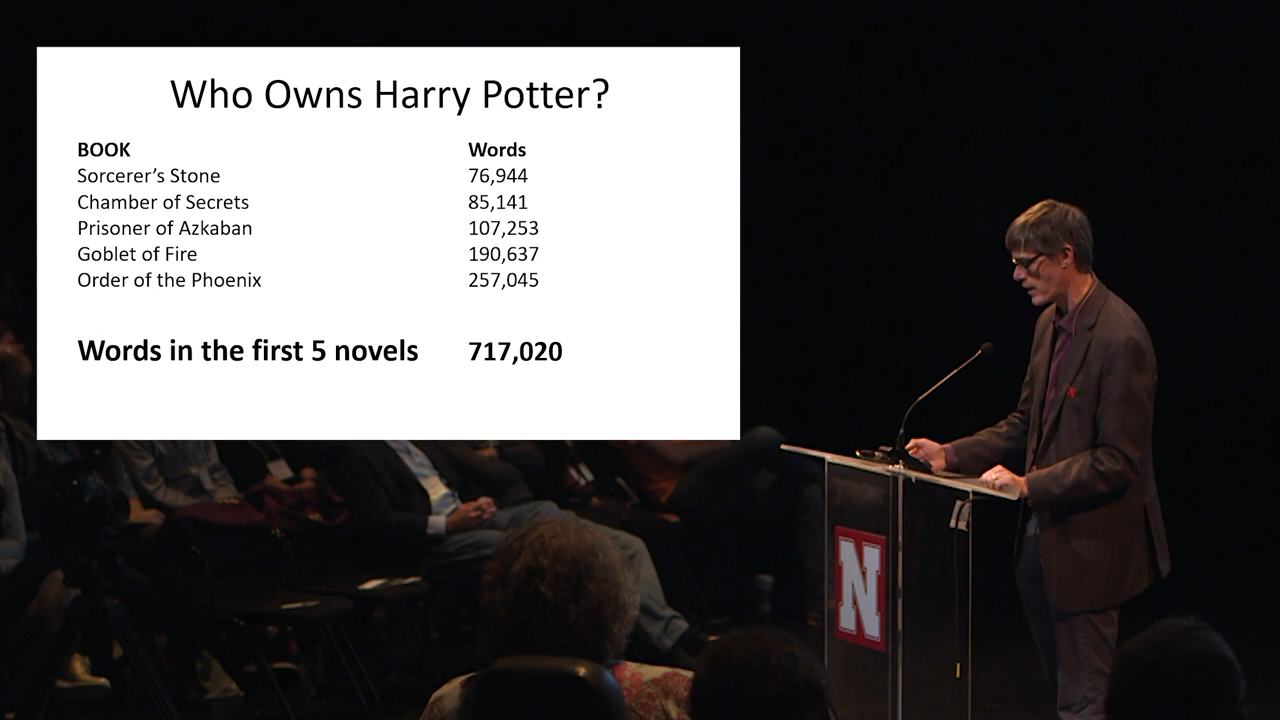 Who Owns Harry Potter?
BOOK Words
Sorcerer’s Stone 76,944
Chamber of Secrets 85,141
Prisoner of Azkaban 107,253
Goblet of Fire 190,637
Order of the Phoenix 257,045
Words in the first 5 novels 717,020
N